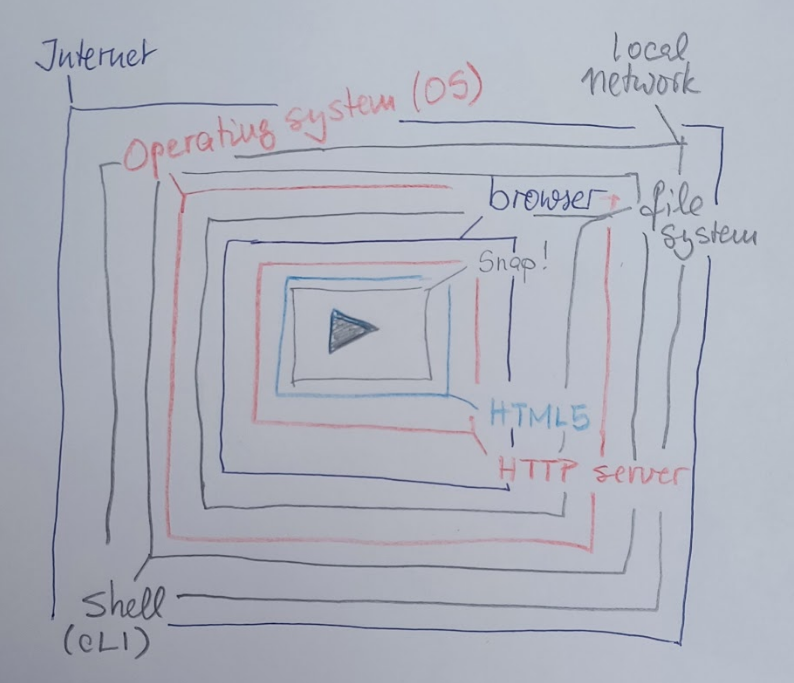 Internet
local
network
Operating system (OS)
browser
file
system
Snap!
HTML5
HTTP server
Shell
(CLI)